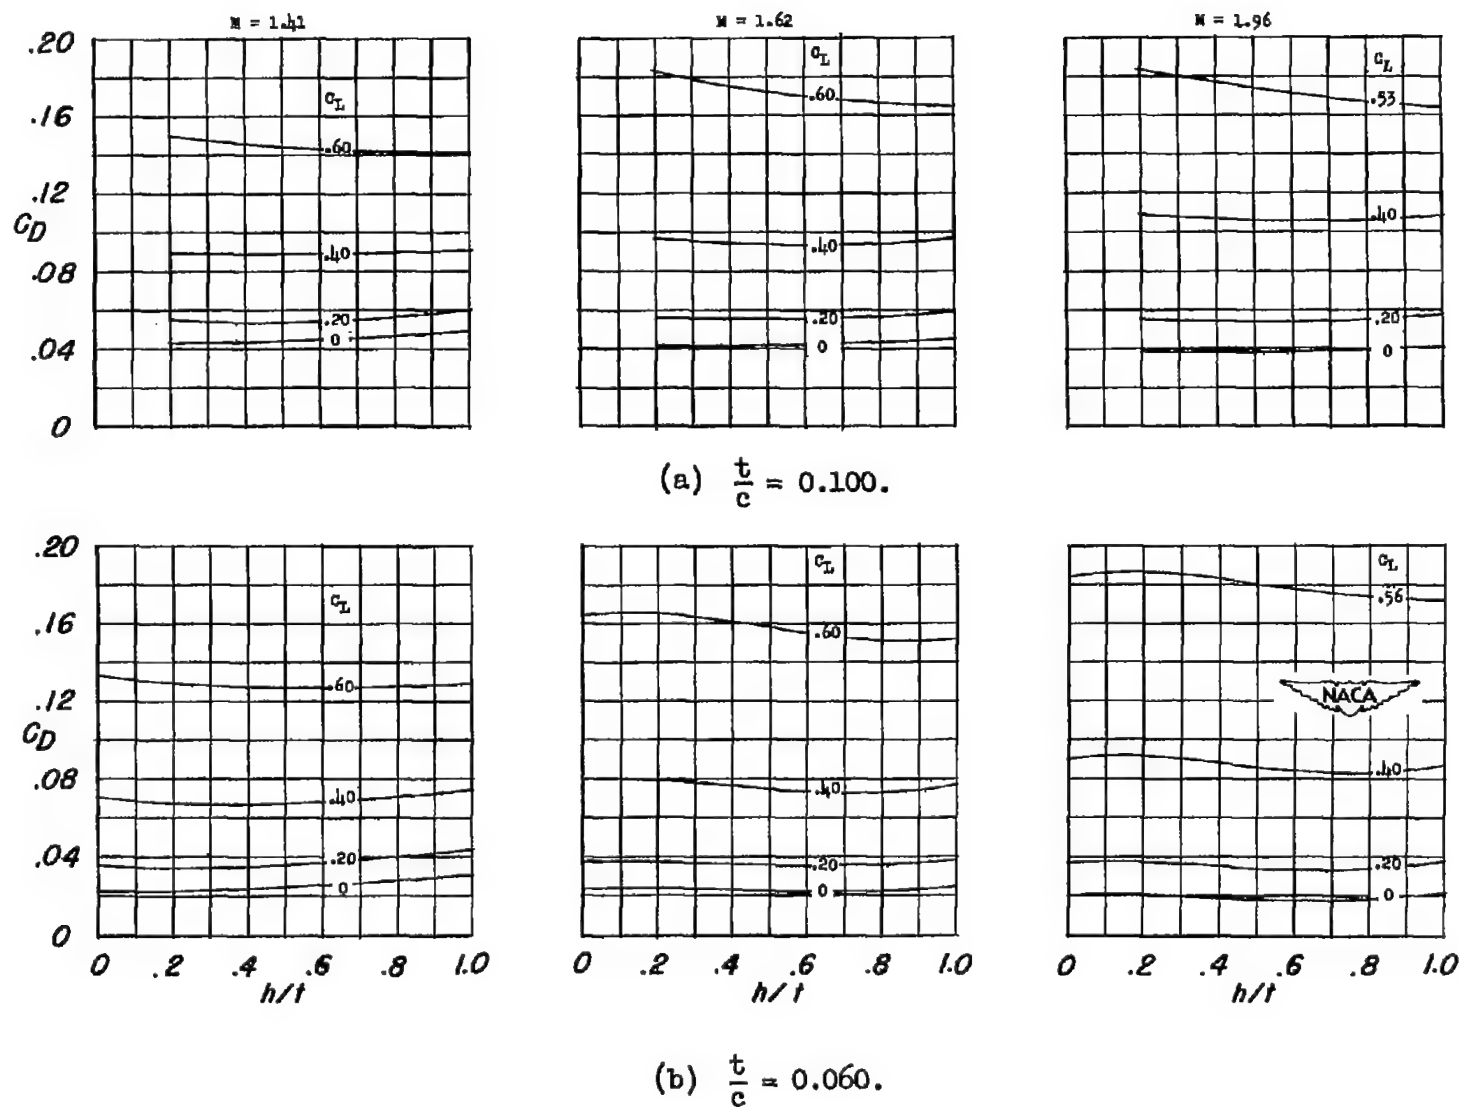 M = 1.41
M = 1.62
M = 1.96
.20
.16
.12
C_D
.08
.04
0
C_L
.60
.40
.20
0
C_L
.60
.40
.20
0
C_L
.53
.40
.20
0
(a) t/c = 0.100.
.20
.16
.12
C_D
.08
.04
0
C_L
.60
.40
.20
0
C_L
.60
.40
.20
0
C_L
.56
NACA
.40
.20
0
0 .2 .4 .6 .8 1.0
h/t
0 .2 .4 .6 .8 1.0
h/t
0 .2 .4 .6 .8 1.0
h/t
(b) t/c = 0.060.